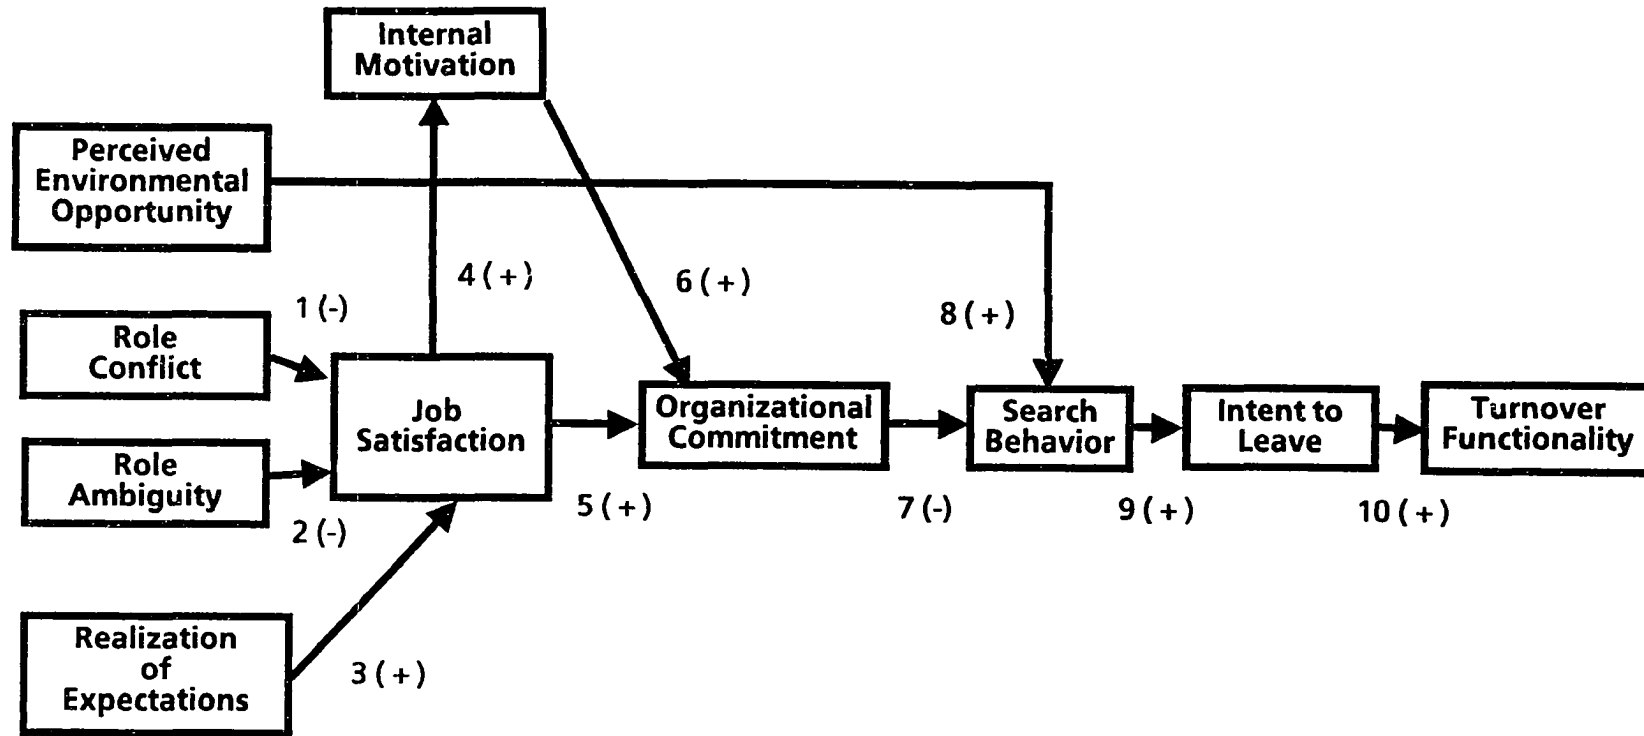 Internal
Motivation
Perceived
Environmental
Opportunity
4 (+)
6 (+)
1 (-)
8 (+)
Role
Conflict
Job
Satisfaction
Organizational
Commitment
Search
Behavior
Intent to
Leave
Turnover
Functionality
Role
Ambiguity
2 (-)
5 (+)
7 (-)
9 (+)
10 (+)
Realization
of
Expectations
3 (+)